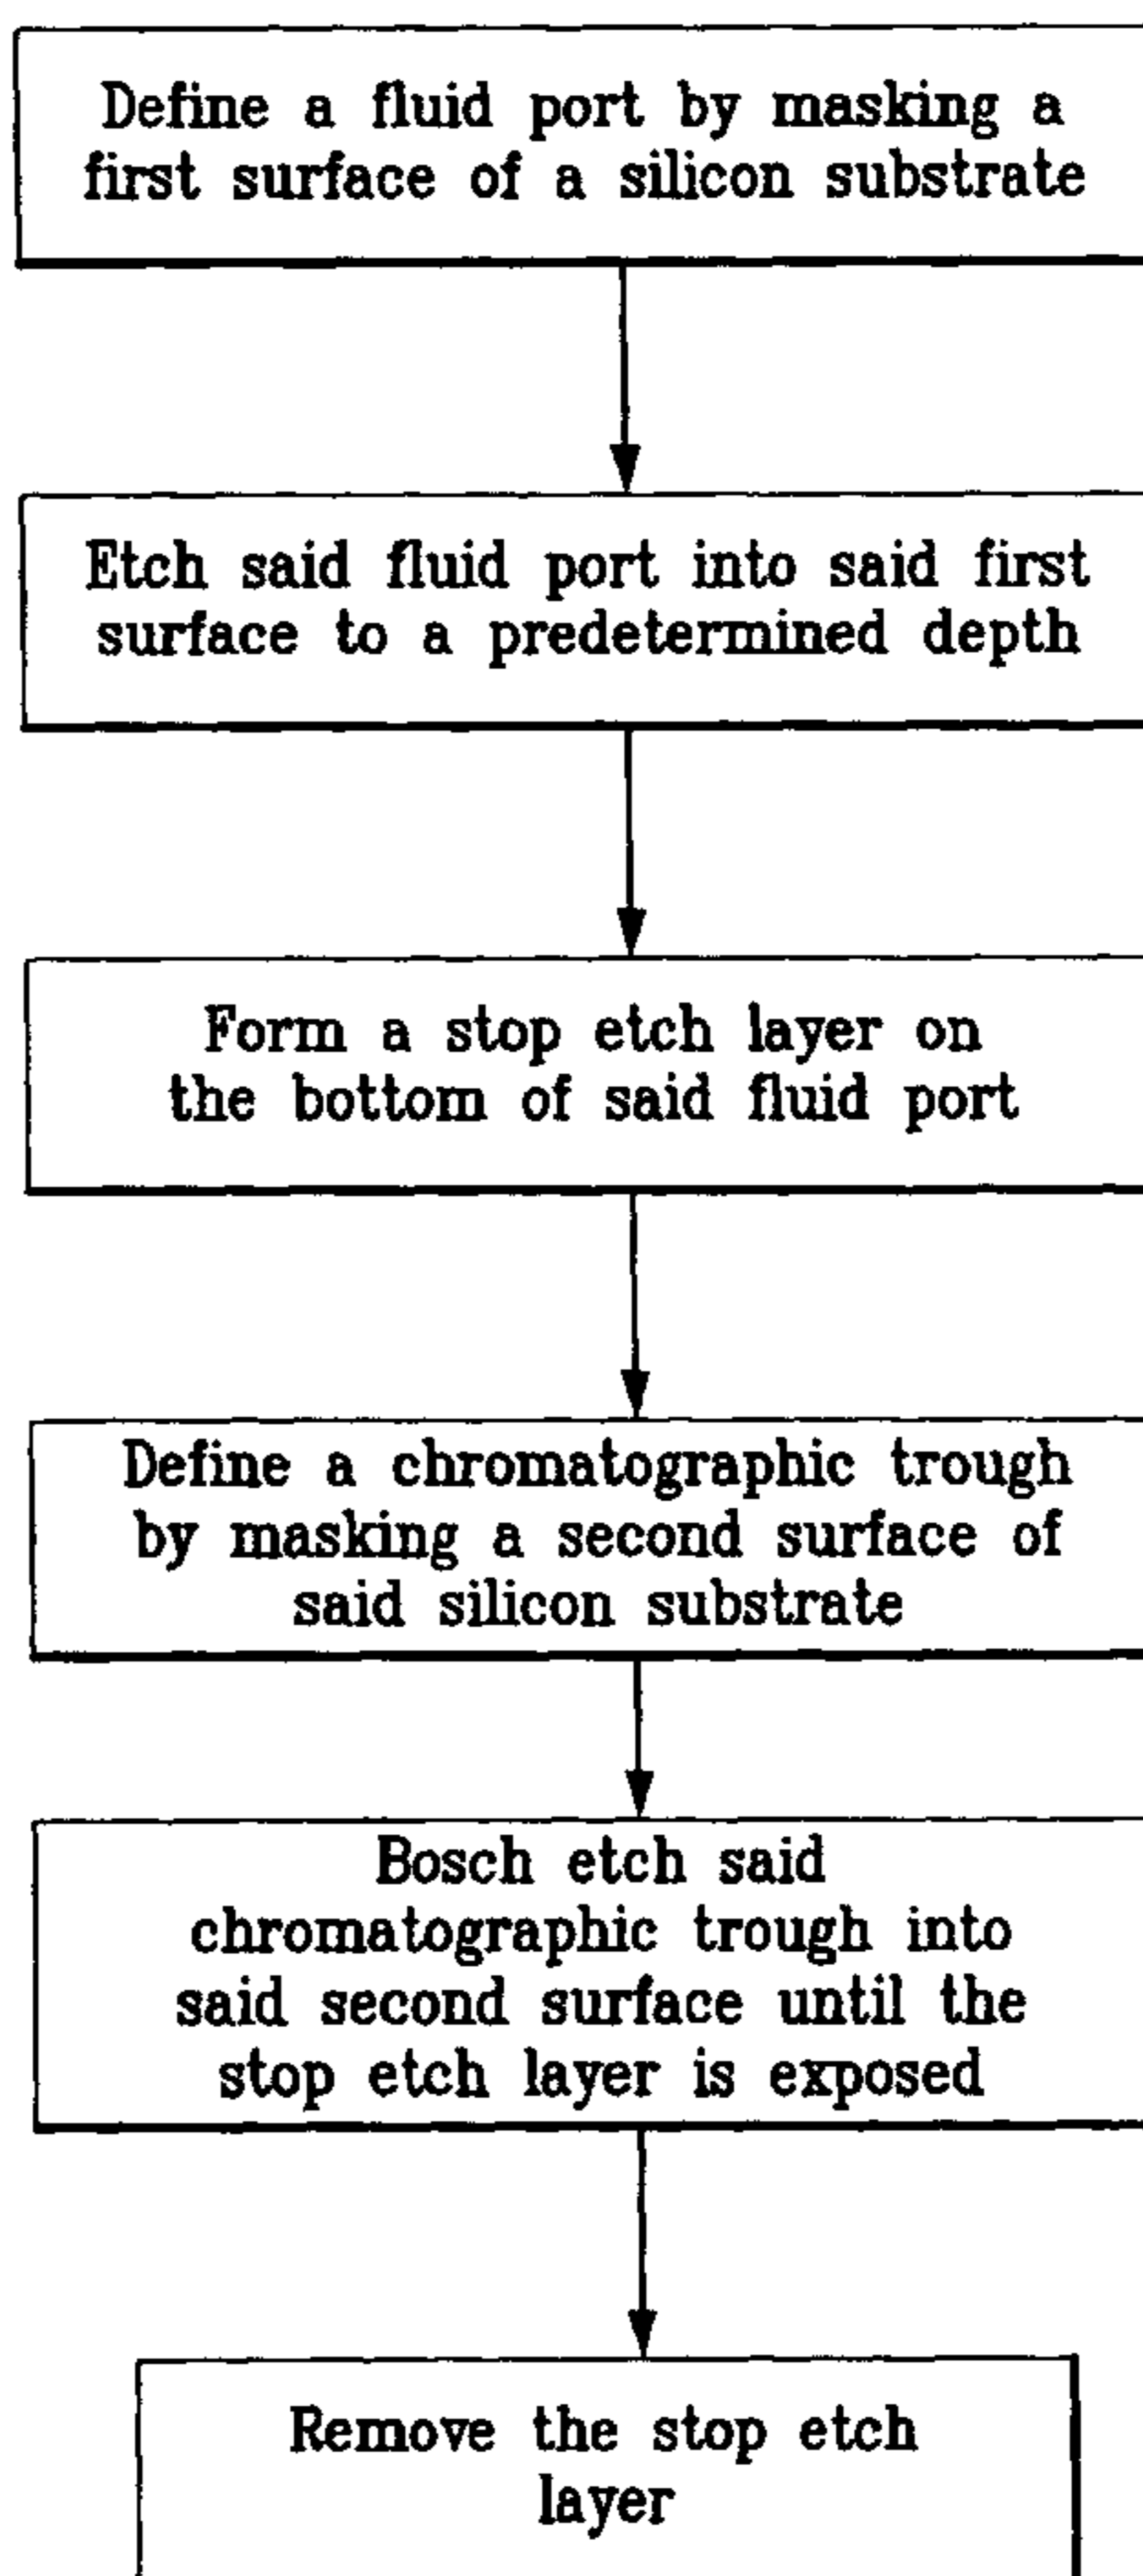 Define a fluid port by masking a
first surface of a silicon substrate
Etch said fluid port into said first
surface to a predetermined depth
Form a stop etch layer on
the bottom of said fluid port
Define a chromatographic trough
by masking a second surface of
said silicon substrate
Bosch etch said
chromatographic trough into
said second surface until the
stop etch layer is exposed
Remove the stop etch
layer